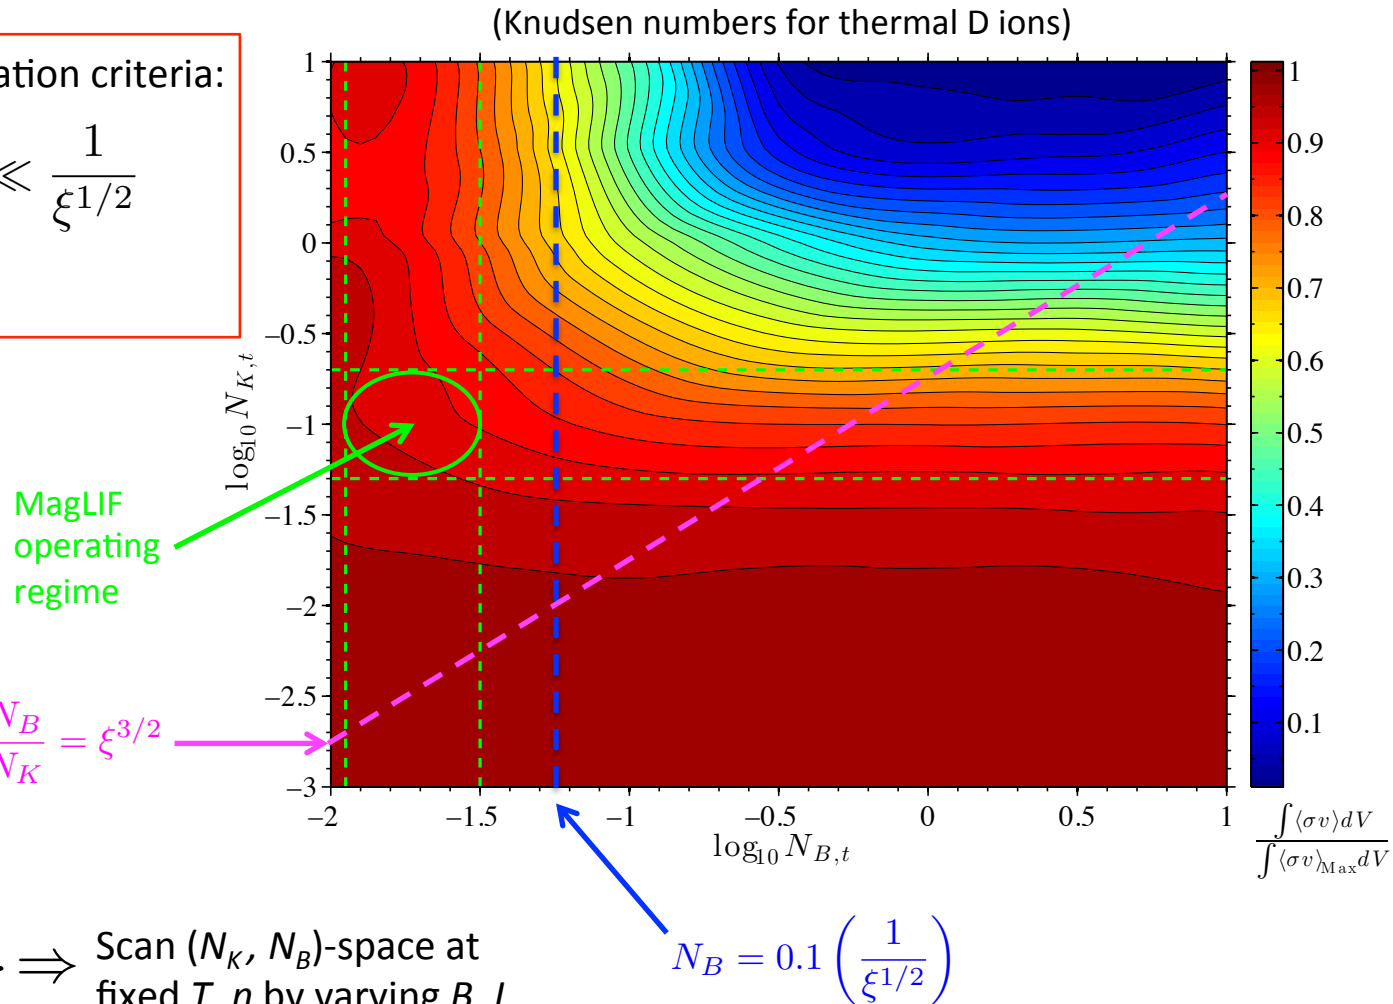 (Knudsen numbers for thermal D ions)
ation criteria:
≪ 1/ξ^{1/2}
1
0.5
0
−0.5
−1
−1.5
−2
−2.5
−3
log₁₀ N_{K,t}
−2
−1.5
−1
−0.5
0
0.5
1
log₁₀ N_{B,t}
1
0.9
0.8
0.7
0.6
0.5
0.4
0.3
0.2
0.1
∫⟨σv⟩dV / ∫⟨σv⟩_{Max}dV
MagLIF
operating
regime
N_B / N_K = ξ^{3/2}
N_B = 0.1 (1/ξ^{1/2})
⇒ Scan (N_K, N_B)-space at
fixed T, n by varying B, L